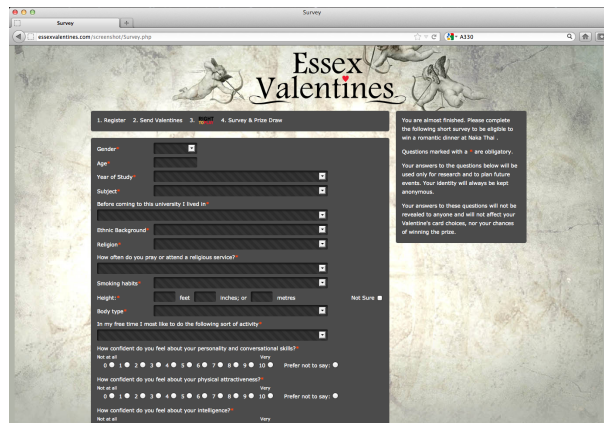 Survey
Survey
+
essexvalentines.com/screenshot/Survey.php
A330
Essex
Valentines
1. Register 2. Send Valentines 3. RIGHT 4. Survey & Prize Draw
Gender*
Age*
Year of Study*
Subject*
Before coming to this university I lived in*
Ethnic Background*
Religion*
How often do you pray or attend a religious service?*
Smoking habits*
Height:* feet inches; or metres Not Sure
Body type*
In my free time I most like to do the following sort of activity*
How confident do you feel about your personality and conversational skills?*
Not at all Very
0 1 2 3 4 5 6 7 8 9 10 Prefer not to say:
How confident do you feel about your physical attractiveness?*
Not at all Very
0 1 2 3 4 5 6 7 8 9 10 Prefer not to say:
How confident do you feel about your intelligence?*
Not at all Very
You are almost finished. Please complete
the following short survey to be eligible to
win a romantic dinner at Naka Thai .
Questions marked with a * are obligatory.
Your answers to the questions below will be
used only for research and to plan future
events. Your identity will always be kept
anonymous.
Your answers to these questions will not be
revealed to anyone and will not affect your
Valentine's card choices, nor your chances
of winning the prize.